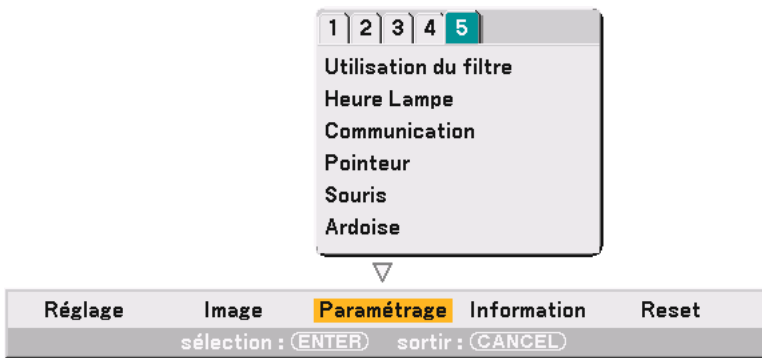 1 2 3 4 5
Utilisation du filtre
Heure Lampe
Communication
Pointeur
Souris
Ardoise
Réglage Image Paramétrage Information Reset
sélection : ENTER sortir : CANCEL